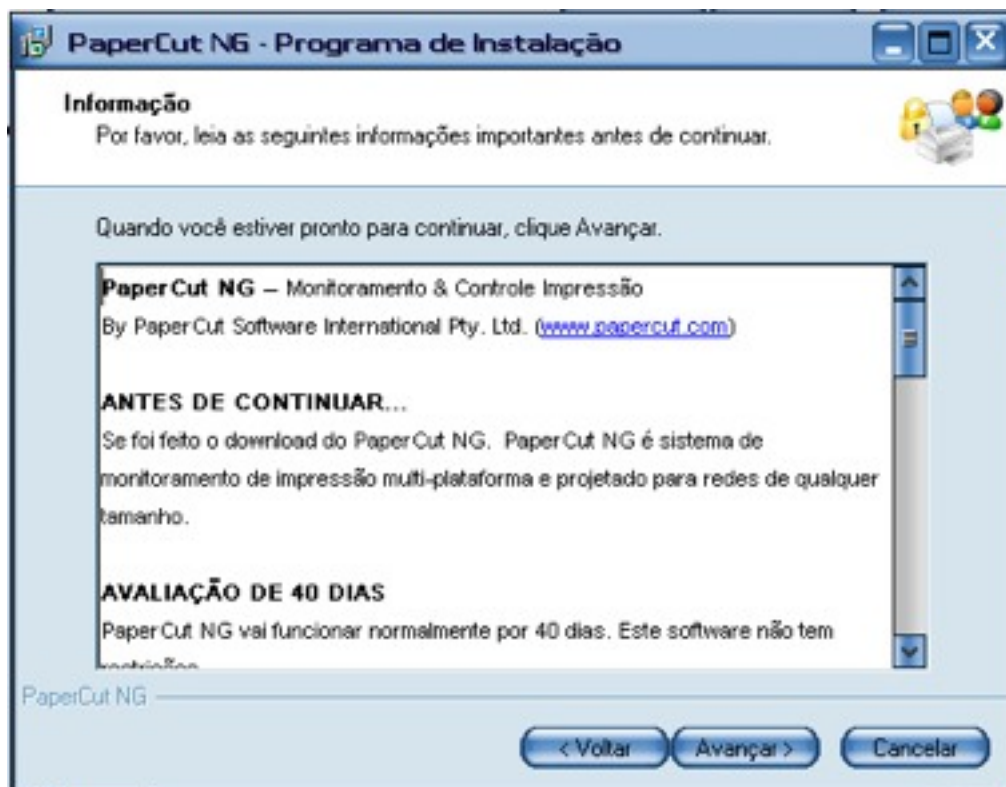 PaperCut NG - Programa de Instalação
Informação
Por favor, leia as seguintes informações importantes antes de continuar.
Quando você estiver pronto para continuar, clique Avançar.
PaperCut NG – Monitoramento & Controle Impressão
By PaperCut Software International Pty. Ltd. (www.papercut.com)
ANTES DE CONTINUAR...
Se foi feito o download do PaperCut NG. PaperCut NG é sistema de
monitoramento de impressão multi-plataforma e projetado para redes de qualquer
tamanho.
AVALIAÇÃO DE 40 DIAS
PaperCut NG vai funcionar normalmente por 40 dias. Este software não tem
PaperCut NG
< Voltar
Avançar >
Cancelar